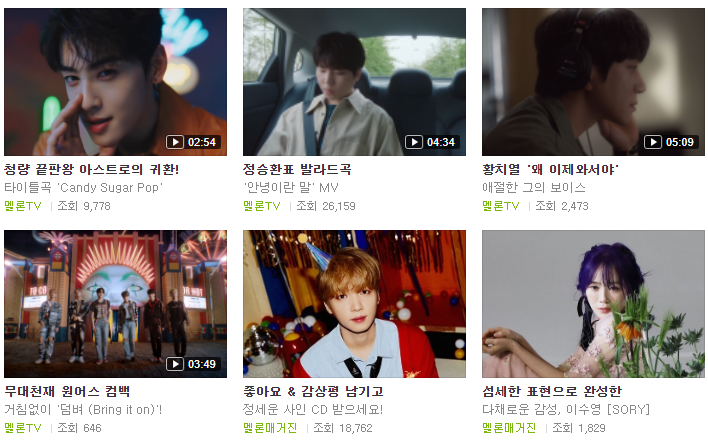 02:54
청량 끝판왕 아스트로의 귀환!
타이틀곡 'Candy Sugar Pop'
멜론TV | 조회 9,778
04:34
정승환표 발라드곡
'안녕이란 말' MV
멜론TV | 조회 26,159
05:09
황치열 '왜 이제와서야'
애절한 그의 보이스
멜론TV | 조회 2,473
TO CO
HOT
03:49
무대천재 원어스 컴백
거침없이 '덤벼 (Bring it on)'!
멜론TV | 조회 646
좋아요 & 감상평 남기고
정세운 사인 CD 받으세요!
멜론매거진 | 조회 18,762
섬세한 표현으로 완성한
다채로운 감성, 이수영 [SORY]
멜론매거진 | 조회 1,829